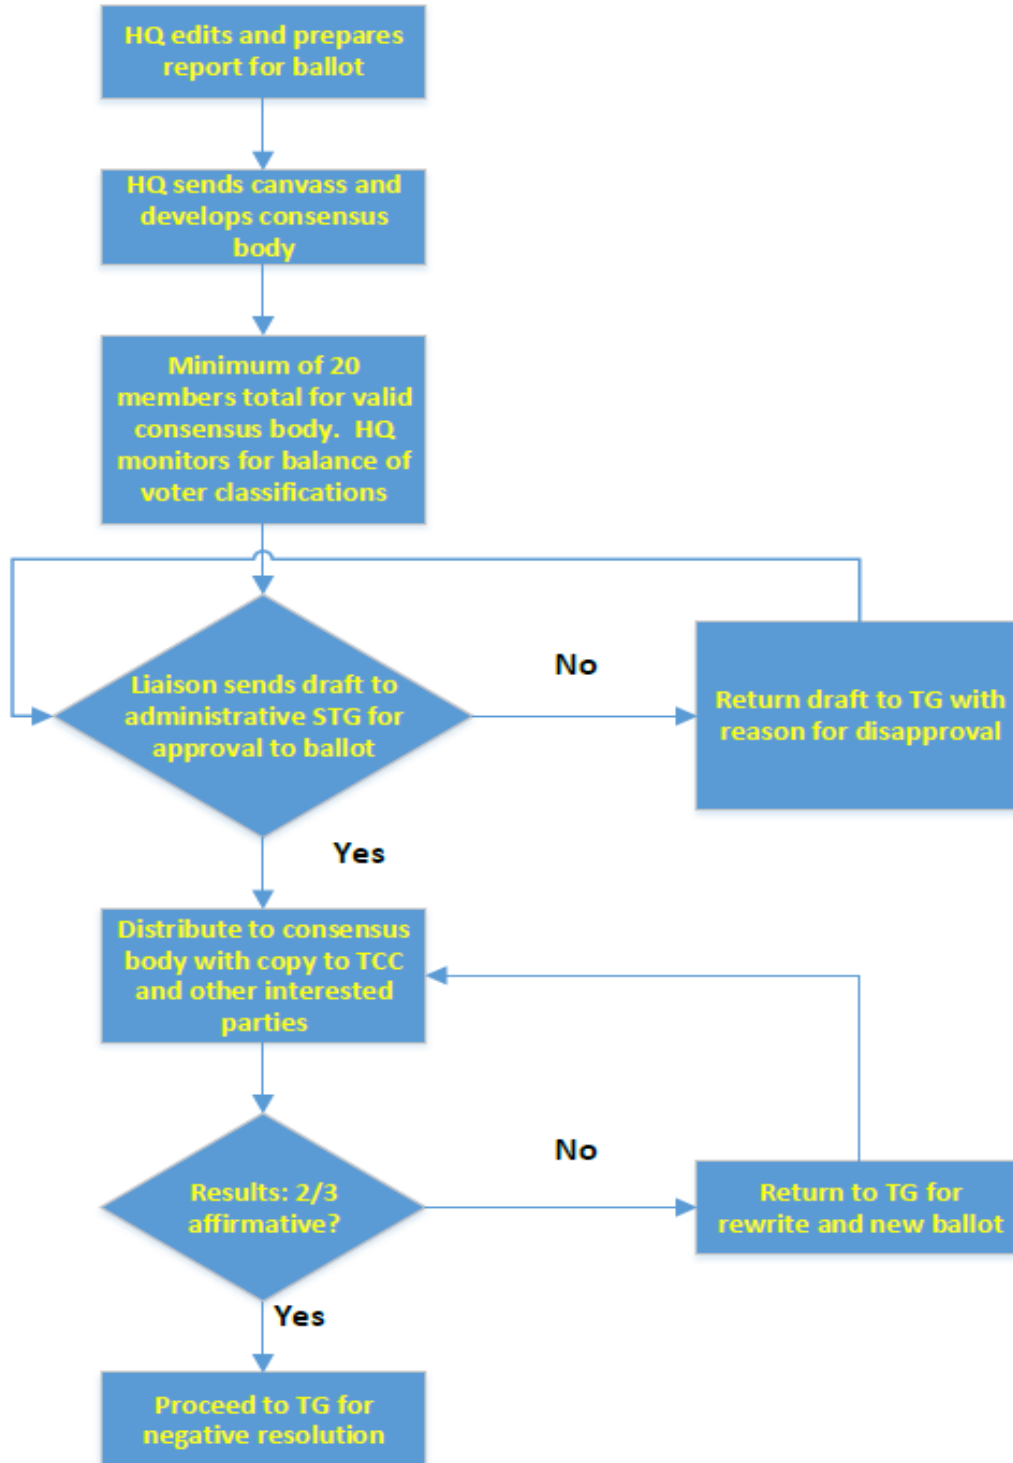 HQ edits and prepares
report for ballot
HQ sends canvass and
develops consensus
body
Minimum of 20
members total for valid
consensus body.  HQ
monitors for balance of
voter classifications
Liaison sends draft to
administrative STG for
approval to ballot
No
Return draft to TG with
reason for disapproval
Yes
Distribute to consensus
body with copy to TCC
and other interested
parties
Results: 2/3
affirmative?
No
Return to TG for
rewrite and new ballot
Yes
Proceed to TG for
negative resolution